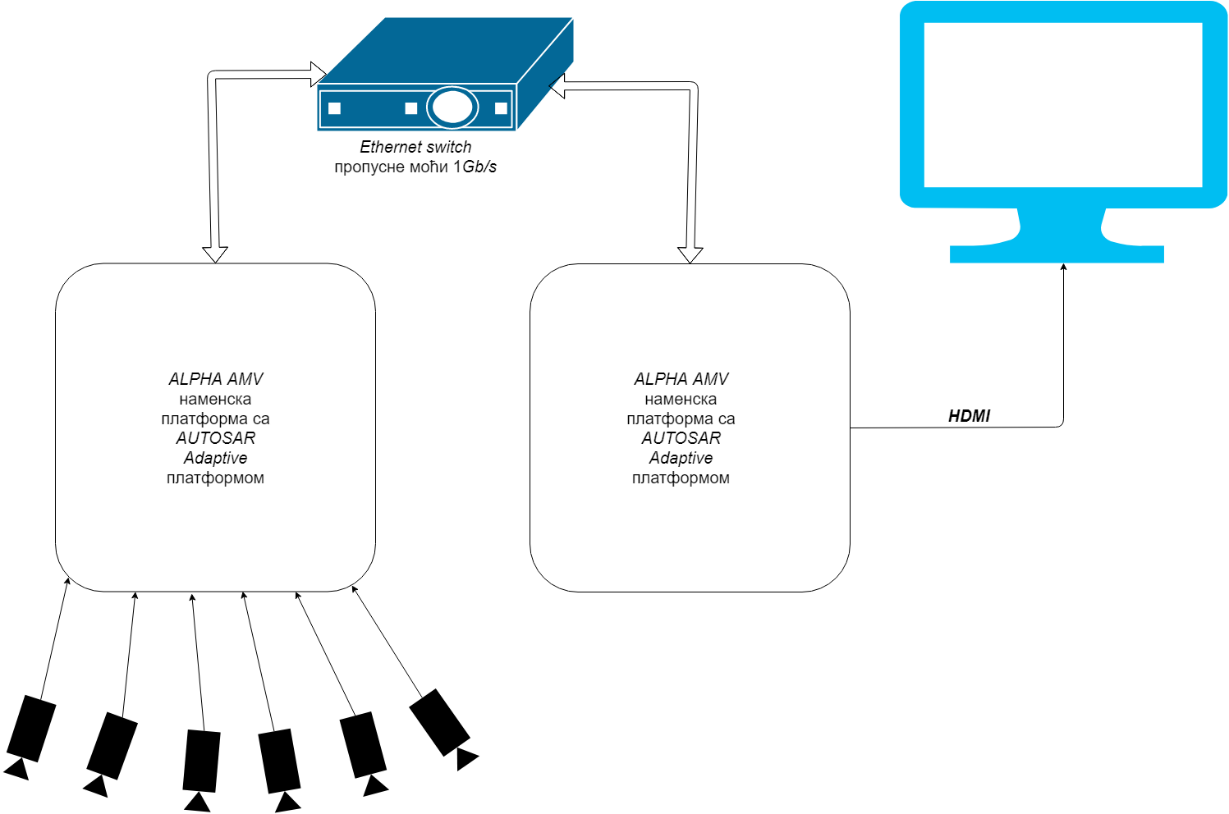 Ethernet switch
пропусне моћи 1Gb/s
ALPHA AMV
наменска
платформа са
AUTOSAR
Adaptive
платформом
ALPHA AMV
наменска
платформа са
AUTOSAR
Adaptive
платформом
HDMI